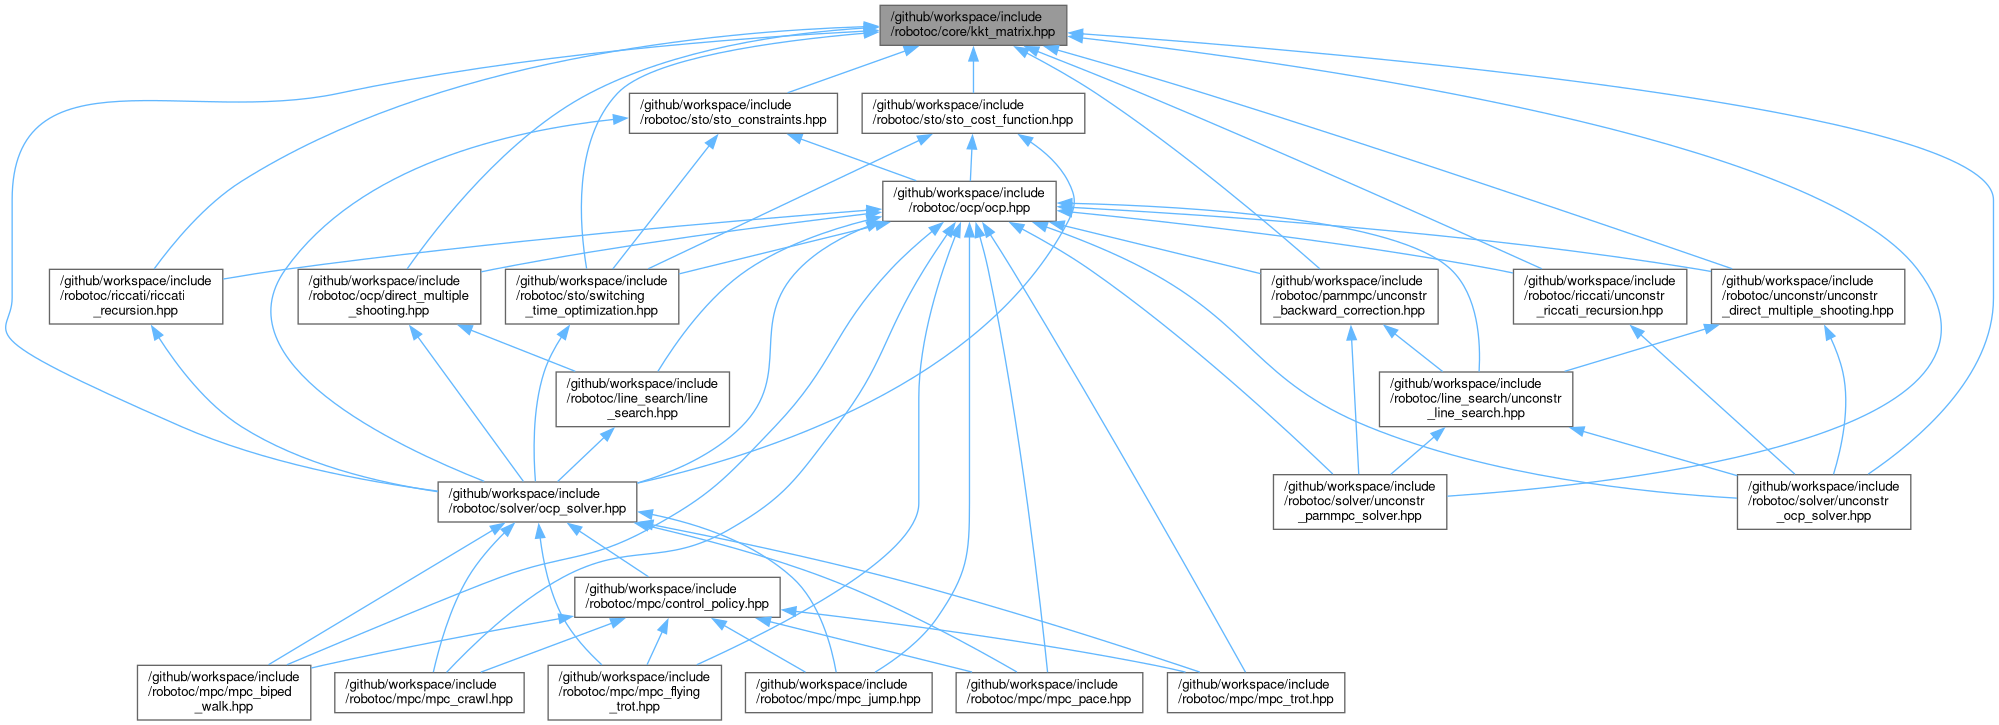 /github/workspace/include
/robotoc/core/kkt_matrix.hpp
/github/workspace/include
/robotoc/sto/sto_constraints.hpp
/github/workspace/include
/robotoc/sto/sto_cost_function.hpp
/github/workspace/include
/robotoc/ocp/ocp.hpp
/github/workspace/include
/robotoc/riccati/riccati
_recursion.hpp
/github/workspace/include
/robotoc/ocp/direct_multiple
_shooting.hpp
/github/workspace/include
/robotoc/sto/switching
_time_optimization.hpp
/github/workspace/include
/robotoc/parnmpc/unconstr
_backward_correction.hpp
/github/workspace/include
/robotoc/riccati/unconstr
_riccati_recursion.hpp
/github/workspace/include
/robotoc/unconstr/unconstr
_direct_multiple_shooting.hpp
/github/workspace/include
/robotoc/line_search/line
_search.hpp
/github/workspace/include
/robotoc/line_search/unconstr
_line_search.hpp
/github/workspace/include
/robotoc/solver/ocp_solver.hpp
/github/workspace/include
/robotoc/solver/unconstr
_parnmpc_solver.hpp
/github/workspace/include
/robotoc/solver/unconstr
_ocp_solver.hpp
/github/workspace/include
/robotoc/mpc/control_policy.hpp
/github/workspace/include
/robotoc/mpc/mpc_biped
_walk.hpp
/github/workspace/include
/robotoc/mpc/mpc_crawl.hpp
/github/workspace/include
/robotoc/mpc/mpc_flying
_trot.hpp
/github/workspace/include
/robotoc/mpc/mpc_jump.hpp
/github/workspace/include
/robotoc/mpc/mpc_pace.hpp
/github/workspace/include
/robotoc/mpc/mpc_trot.hpp